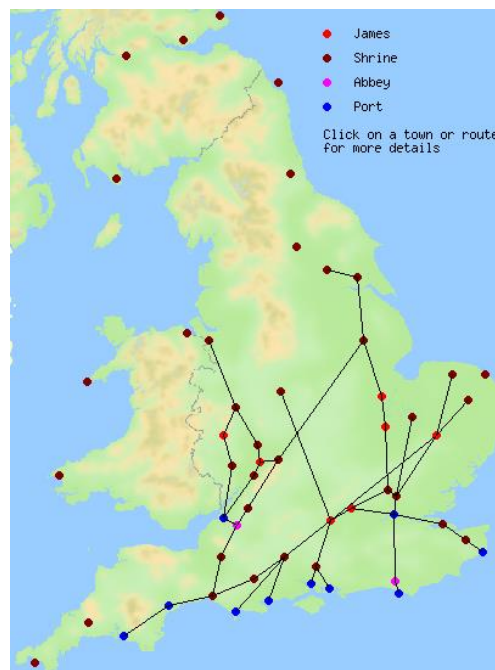 James
Shrine
Abbey
Port
Click on a town or route
for more details